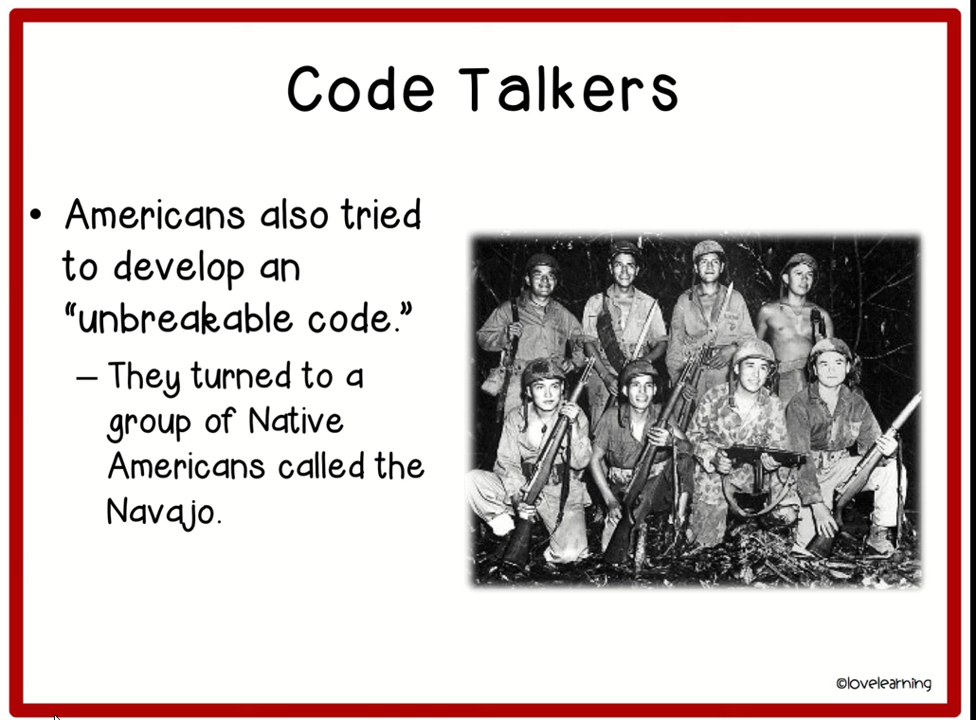 Code Talkers
• Americans also tried
to develop an
“unbreakable code.”
– They turned to a
group of Native
Americans called the
Navajo.
©lovelearning